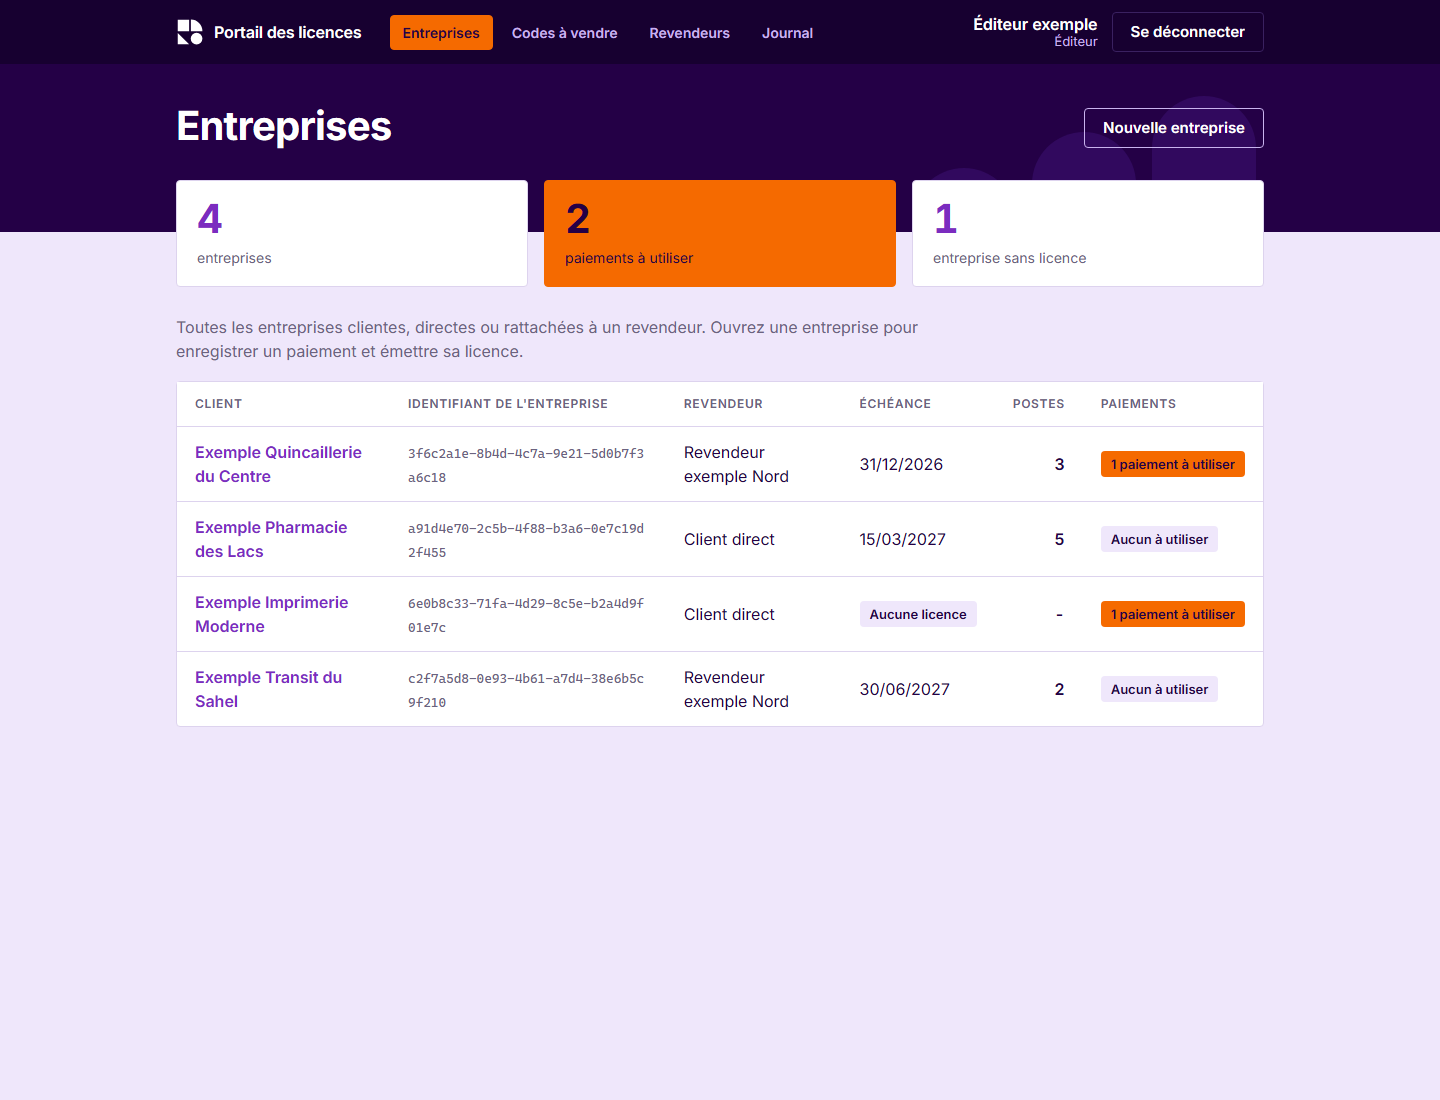 Portail des licences
Entreprises
Codes à vendre
Revendeurs
Journal
Éditeur exemple
Éditeur
Se déconnecter
Entreprises
Nouvelle entreprise
4
entreprises
2
paiements à utiliser
1
entreprise sans licence
Toutes les entreprises clientes, directes ou rattachées à un revendeur. Ouvrez une entreprise pour
enregistrer un paiement et émettre sa licence.
CLIENT
IDENTIFIANT DE L'ENTREPRISE
REVENDEUR
ÉCHÉANCE
POSTES
PAIEMENTS
Exemple Quincaillerie
du Centre
3f6c2a1e-8b4d-4c7a-9e21-5d0b7f3
a6c18
Revendeur
exemple Nord
31/12/2026
3
1 paiement à utiliser
Exemple Pharmacie
des Lacs
a91d4e70-2c5b-4f88-b3a6-0e7c19d
2f455
Client direct
15/03/2027
5
Aucun à utiliser
Exemple Imprimerie
Moderne
6e0b8c33-71fa-4d29-8c5e-b2a4d9f
01e7c
Client direct
Aucune licence
-
1 paiement à utiliser
Exemple Transit du
Sahel
c2f7a5d8-0e93-4b61-a7d4-38e6b5c
9f210
Revendeur
exemple Nord
30/06/2027
2
Aucun à utiliser